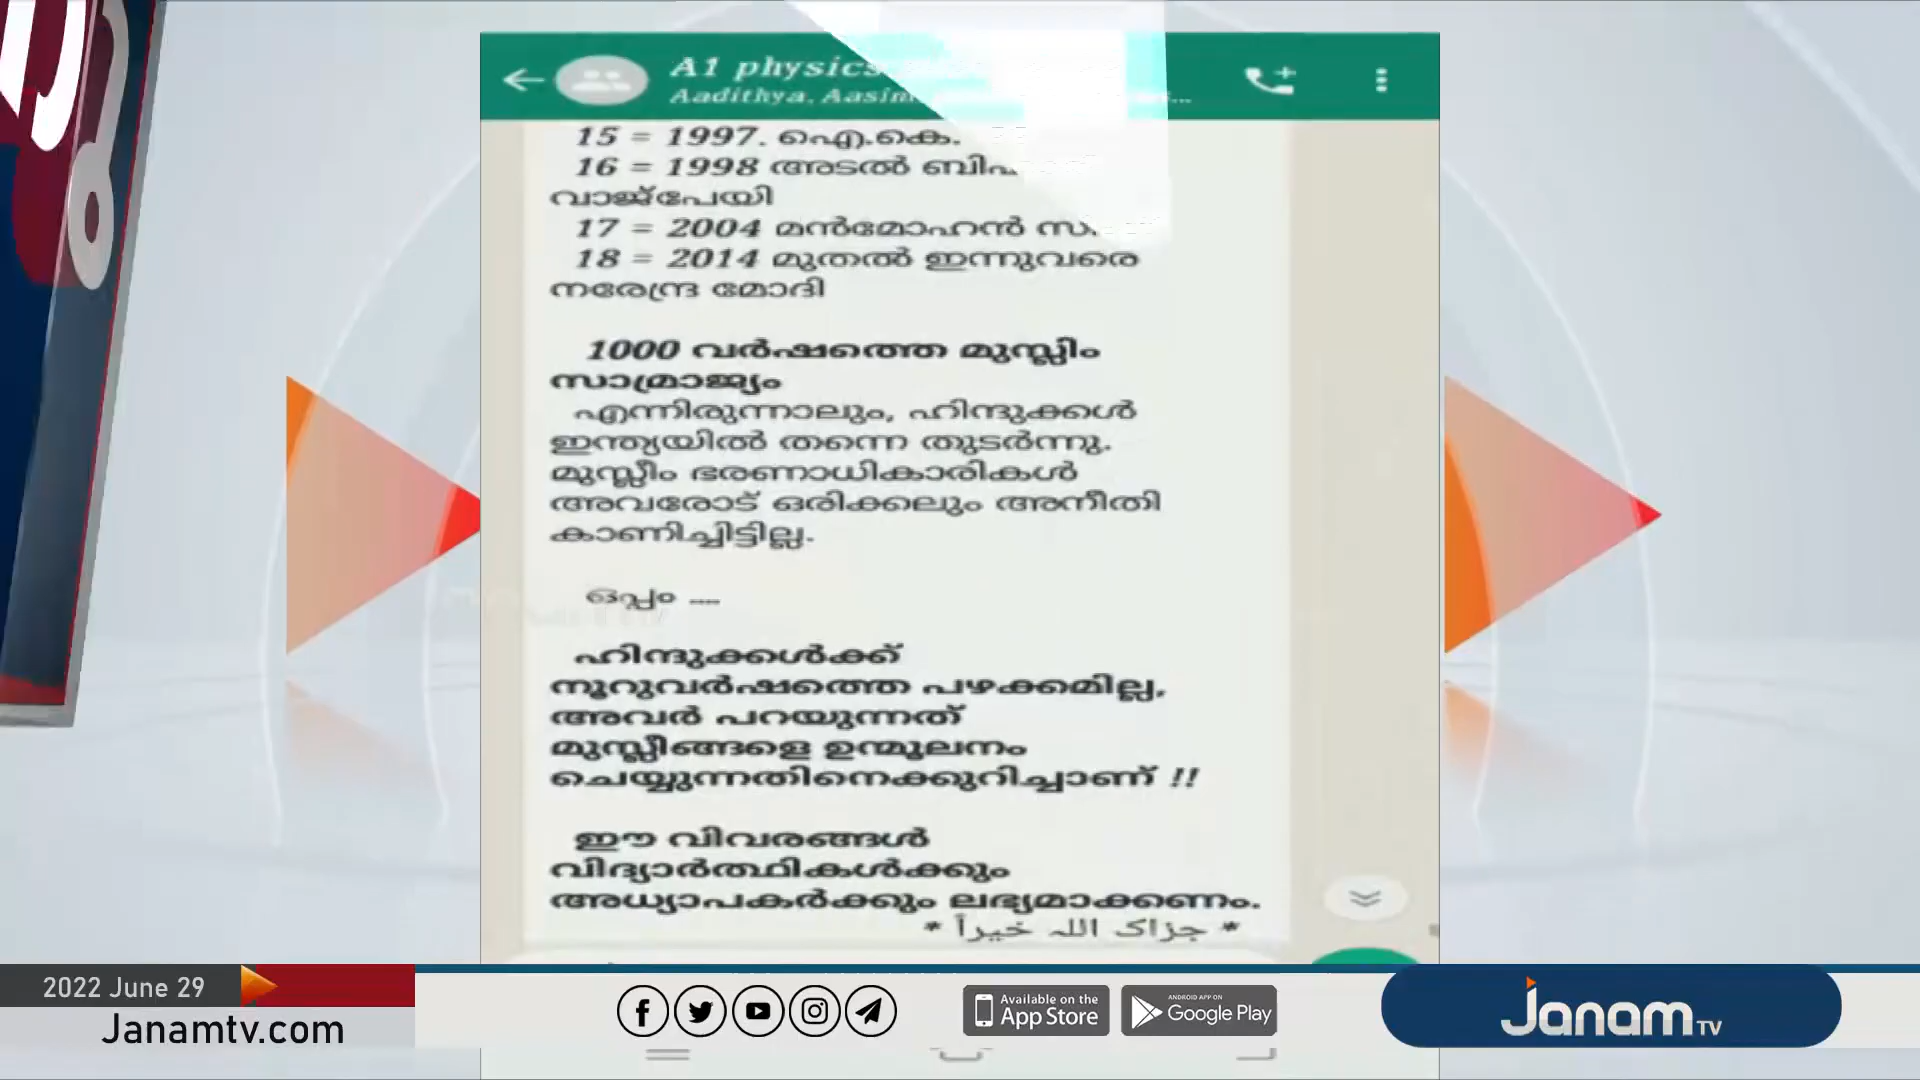 A1 physics
Aadithya, Aasim
15 = 1997. ഐ.കെ.
16 = 1998 അടൽ
വാജ്പേയി
17 = 2004 മൻമോഹൻ
18 = 2014 മുതൽ ഇന്നുവരെ
നരേന്ദ്ര മോദി
1000 വർഷത്തെ മുസ്ലിം
സാമ്രാജ്യം
എന്നിരുന്നാലും, ഹിന്ദുക്കൾ
ഇന്ത്യയിൽ തന്നെ തുടർന്നു.
മുസ്ലീം ഭരണാധികാരികൾ
അവരോട് ഒരിക്കലും അനീതി
കാണിച്ചിട്ടില്ല.
ഒപ്പം ....
ഹിന്ദുക്കൾക്ക്
നൂറുവർഷത്തെ പഴക്കമില്ല,
അവർ പറയുന്നത്
മുസ്ലീങ്ങളെ ഉന്മൂലനം
ചെയ്യുന്നതിനെക്കുറിച്ചാണ് !!
ഈ വിവരങ്ങൾ
വിദ്യാർത്ഥികൾക്കും
അധ്യാപകർക്കും ലഭ്യമാക്കണം.
* جزاک اللہ خیراً *
2022 June 29
Janamtv.com
Available on the
App Store
ANDROID APP ON
Google Play
Janam TV